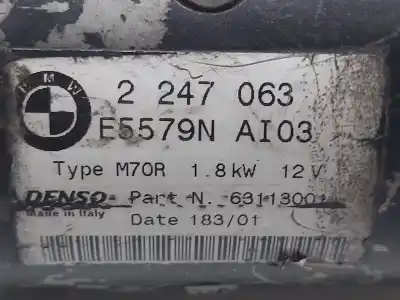 BMW
2 247 063
E5579N AI03
Type M70R 1.8kW 12V
DENSO Part N. 63113001
Made in Italy
Date 183/01